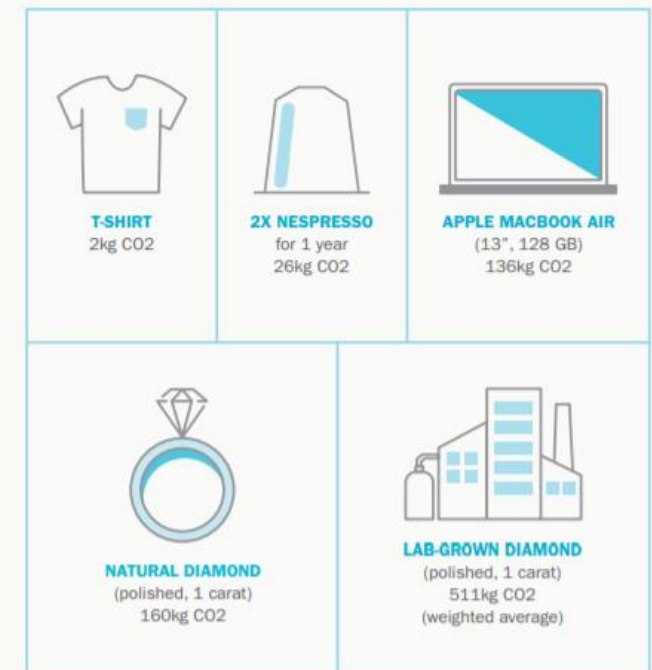 T-SHIRT
2kg CO2
2X NESPRESSO
for 1 year
26kg CO2
APPLE MACBOOK AIR
(13”, 128 GB)
136kg CO2
NATURAL DIAMOND
(polished, 1 carat)
160kg CO2
LAB-GROWN DIAMOND
(polished, 1 carat)
511kg CO2
(weighted average)